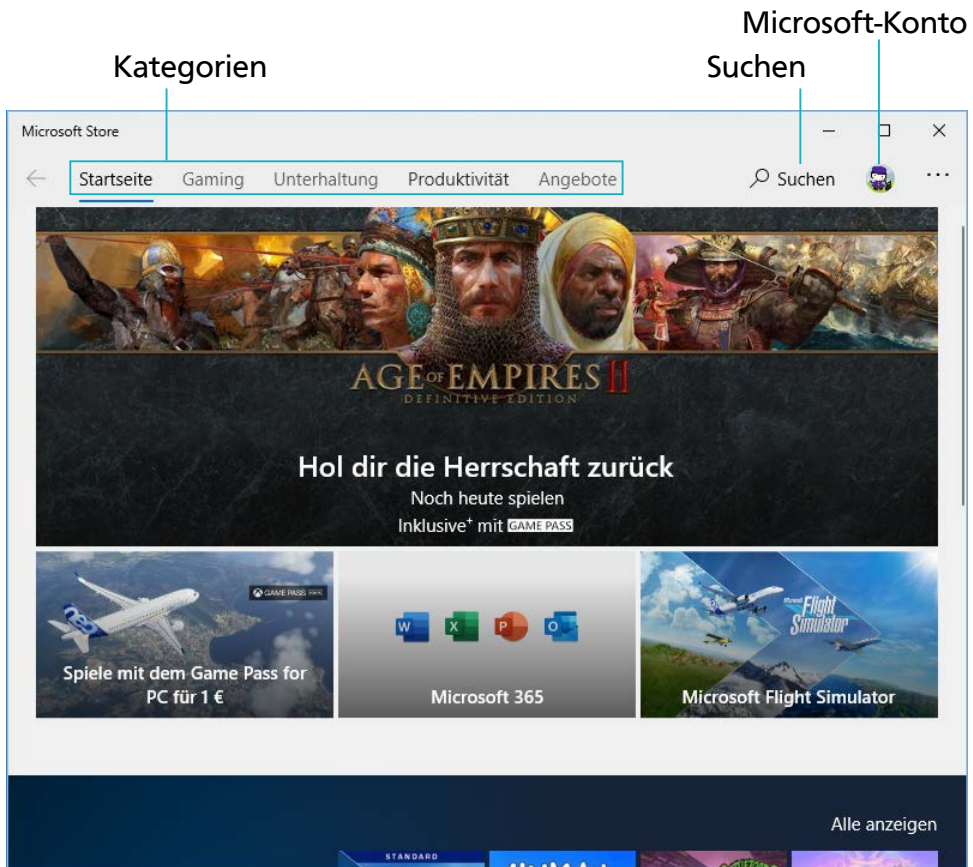 Microsoft-Konto
Kategorien
Suchen
Microsoft Store
Startseite Gaming Unterhaltung Produktivität Angebote Suchen
AGE OF EMPIRES II
DEFINITIVE EDITION
Hol dir die Herrschaft zurück
Noch heute spielen
Inklusive+ mit GAME PASS
GAME PASS
Spiele mit dem Game Pass for
PC für 1 €
W X P O
Microsoft 365
Microsoft
Flight
Simulator
Microsoft Flight Simulator
Alle anzeigen
STANDARD